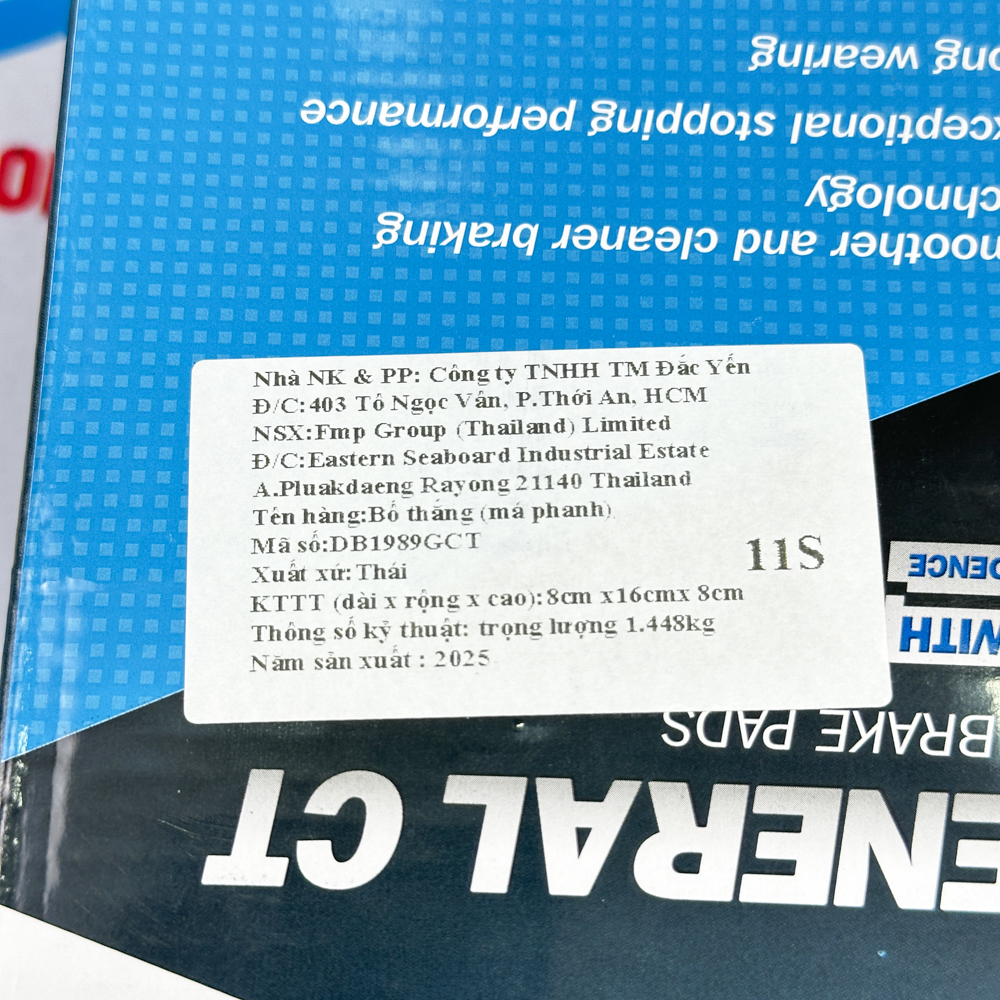 Nhà NK & PP: Công ty TNHH TM Đắc Yến
Đ/C:403 Tô Ngọc Vân, P.Thới An, HCM
NSX:Fmp Group (Thailand) Limited
Đ/C:Eastern Seaboard Industrial Estate
A.Pluakdaeng Rayong 21140 Thailand
Tên hàng:Bố thắng (má phanh)
Mã số:DB1989GCT
Xuất xứ: Thái
11S
KTTT (dài x rộng x cao):8cm x16cmx 8cm
Thông số kỹ thuật: trọng lượng 1.448kg
Năm sản xuất : 2025
ENERAL CT
BRAKE PADS
WITH
DENCE
moother and cleaner braking
chnology
xceptional stopping performance
ong wearing